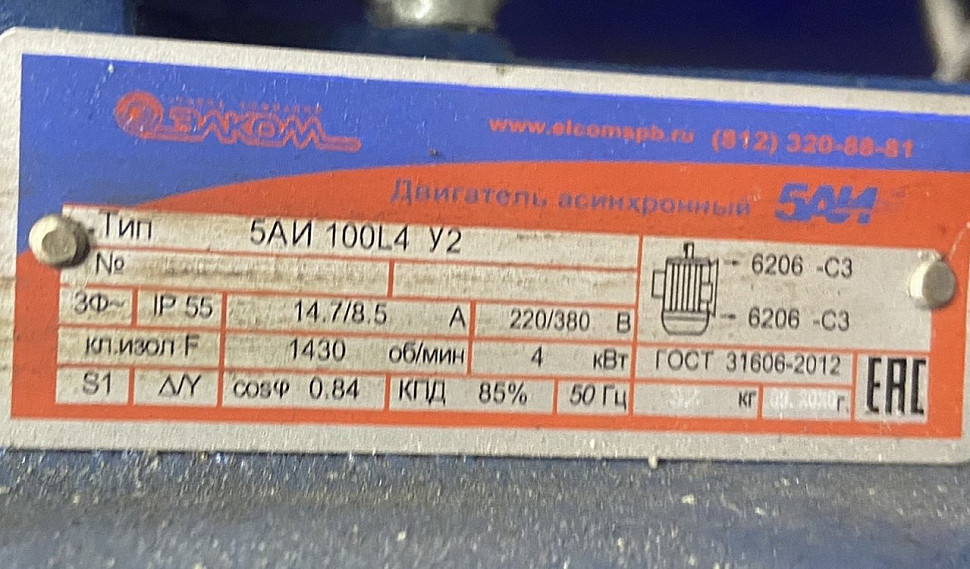 ЭЛКОМ
www.elcomspb.ru (812) 320-88-81
Двигатель асинхронный 5АИ
Тип 5АИ 100L4 У2
№
6206 -C3
6206 -C3
3Ф~ IP 55 14.7/8.5 А 220/380 В
кл.изол F 1430 об/мин 4 кВт ГОСТ 31606-2012
S1 Δ/Y cosφ 0.84 КПД 85% 50 Гц кг г.
EAC